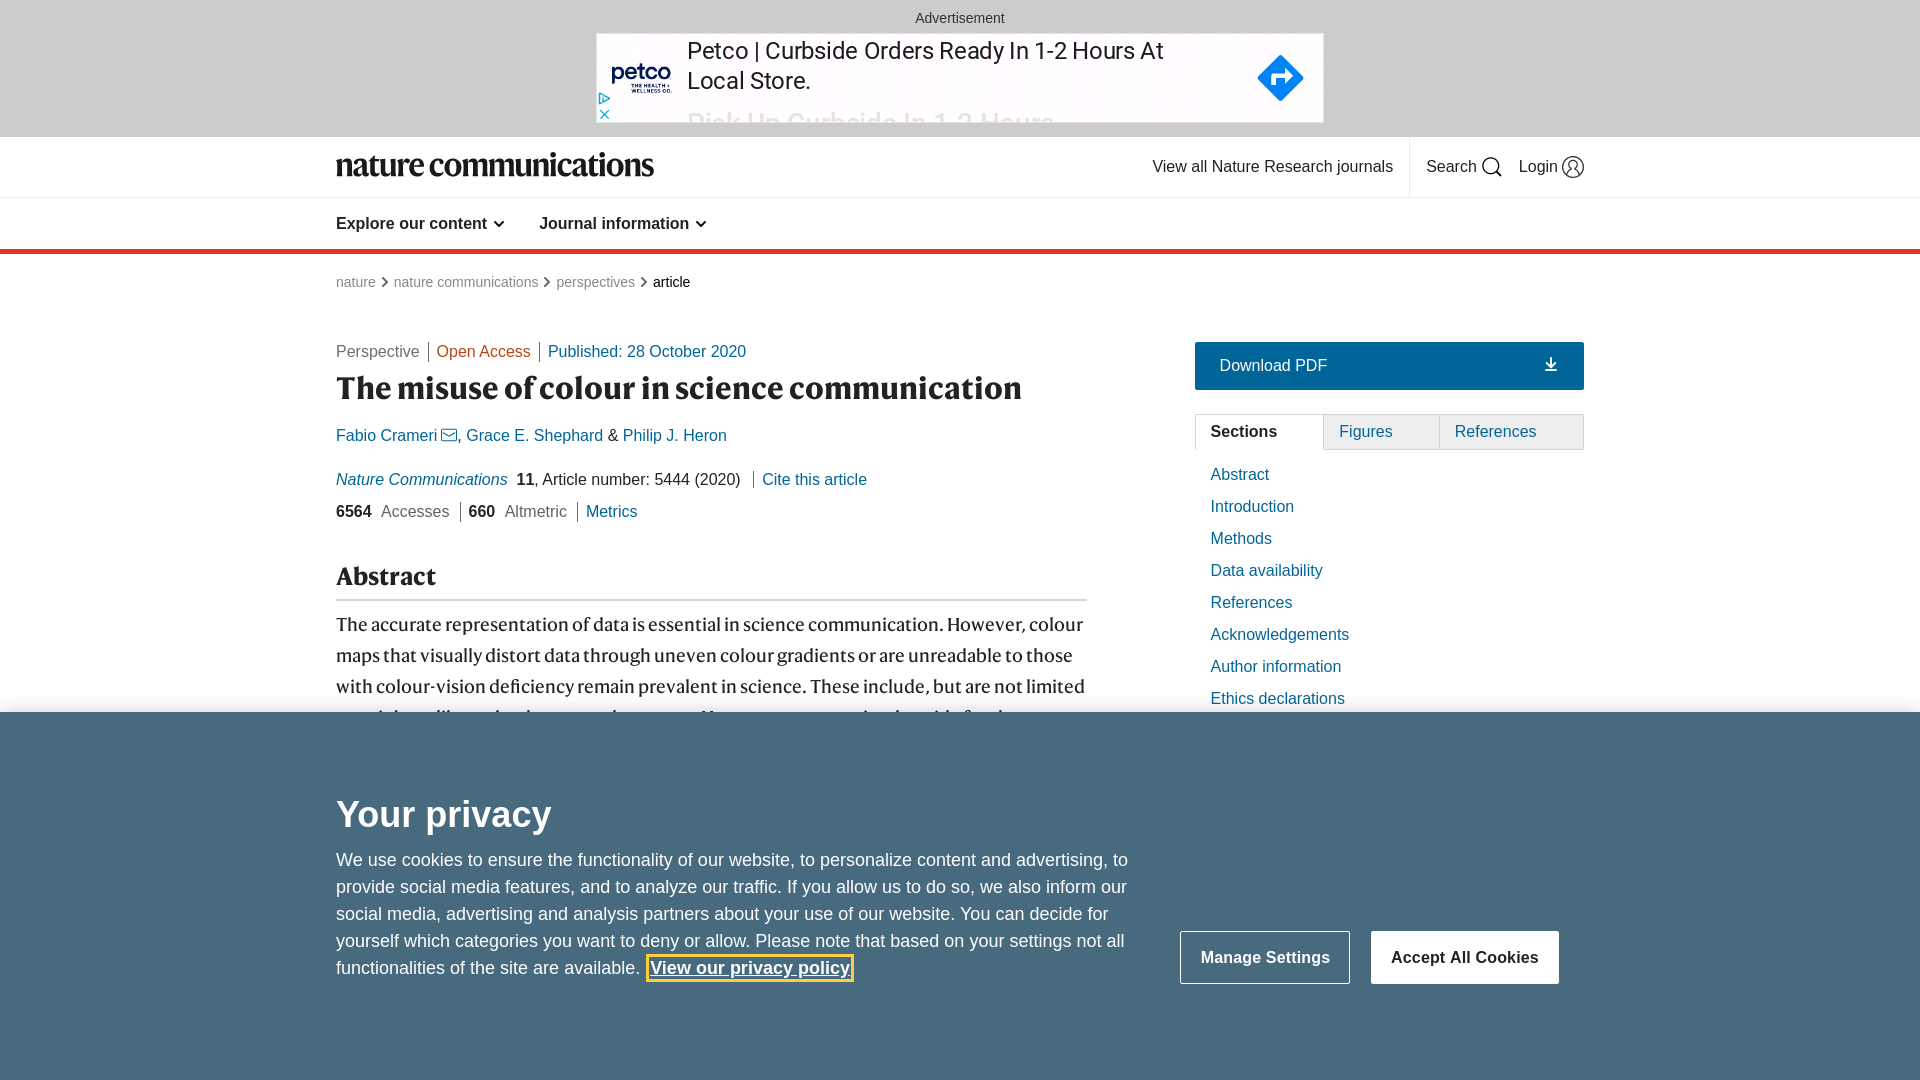 Advertisement
Petco | Curbside Orders Ready In 1-2 Hours At
Local Store.
petco
THE HEALTH +
WELLNESS CO.
Pick Up Curbside In 1-2 Hours
nature communications
View all Nature Research journals
Search
Login
Explore our content
Journal information
nature > nature communications > perspectives > article
Perspective | Open Access | Published: 28 October 2020
The misuse of colour in science communication
Fabio Crameri, Grace E. Shephard & Philip J. Heron
Nature Communications 11, Article number: 5444 (2020) | Cite this article
6564 Accesses | 660 Altmetric | Metrics
Abstract
The accurate representation of data is essential in science communication. However, colour
maps that visually distort data through uneven colour gradients or are unreadable to those
with colour-vision deficiency remain prevalent in science. These include, but are not limited
Download PDF
Sections
Figures
References
Abstract
Introduction
Methods
Data availability
References
Acknowledgements
Author information
Ethics declarations
Your privacy
We use cookies to ensure the functionality of our website, to personalize content and advertising, to
provide social media features, and to analyze our traffic. If you allow us to do so, we also inform our
social media, advertising and analysis partners about your use of our website. You can decide for
yourself which categories you want to deny or allow. Please note that based on your settings not all
functionalities of the site are available. View our privacy policy
Manage Settings
Accept All Cookies